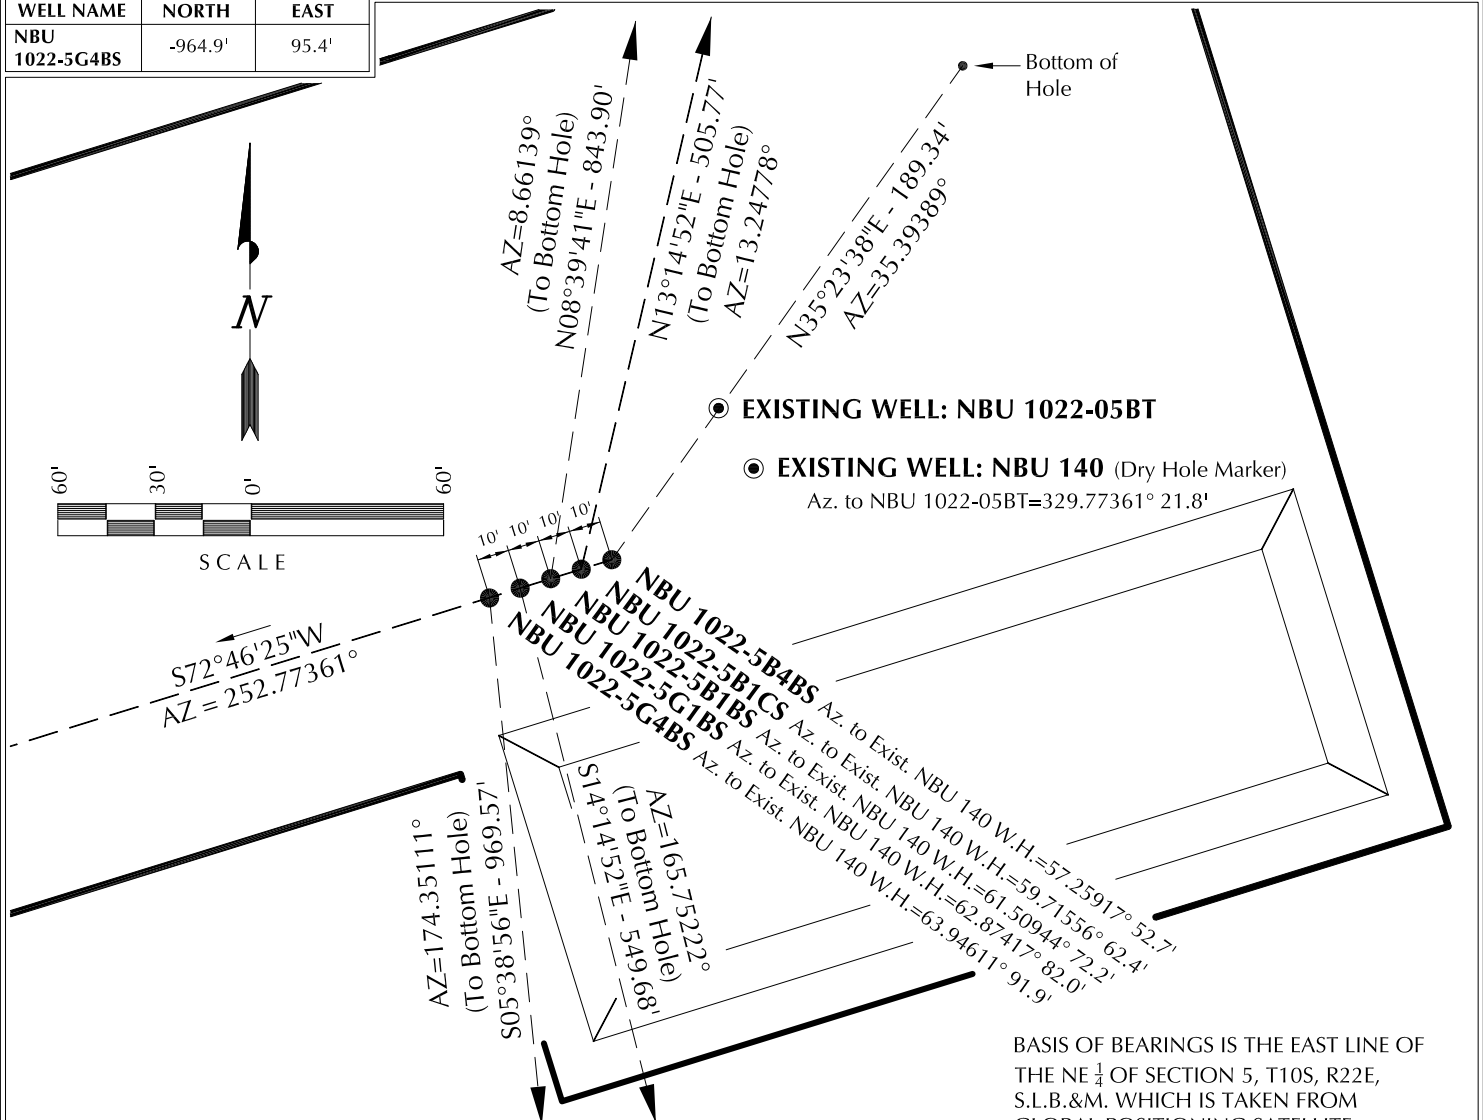 WELL NAME NORTH EAST
NBU 1022-5G4BS -964.9' 95.4'
Bottom of
Hole
AZ=8.66139°
(To Bottom Hole)
N08°39'41"E - 843.90'
N13°14'52"E - 505.77'
(To Bottom Hole)
AZ=13.24778°
N35°23'38"E - 189.34'
AZ=35.39389°
N
EXISTING WELL: NBU 1022-05BT
EXISTING WELL: NBU 140 (Dry Hole Marker)
Az. to NBU 1022-05BT=329.77361° 21.8'
60' 30' 0' 60'
SCALE
10' 10' 10' 10'
S72°46'25"W
AZ = 252.77361°
NBU 1022-5B4BS Az. to Exist. NBU 140 W.H.=57.25917° 52.7'
NBU 1022-5B1CS Az. to Exist. NBU 140 W.H.=59.71556° 62.4'
NBU 1022-5B1BS Az. to Exist. NBU 140 W.H.=61.50944° 72.2'
NBU 1022-5G1BS Az. to Exist. NBU 140 W.H.=62.87417° 82.0'
NBU 1022-5G4BS Az. to Exist. NBU 140 W.H.=63.94611° 91.9'
AZ=174.35111°
(To Bottom Hole)
S05°38'56"E - 969.57'
AZ=165.75222°
(To Bottom Hole)
S14°14'52"E - 549.68'
BASIS OF BEARINGS IS THE EAST LINE OF
THE NE 1/4 OF SECTION 5, T10S, R22E,
S.L.B.&M. WHICH IS TAKEN FROM
GLOBAL POSITIONING SATELLITE